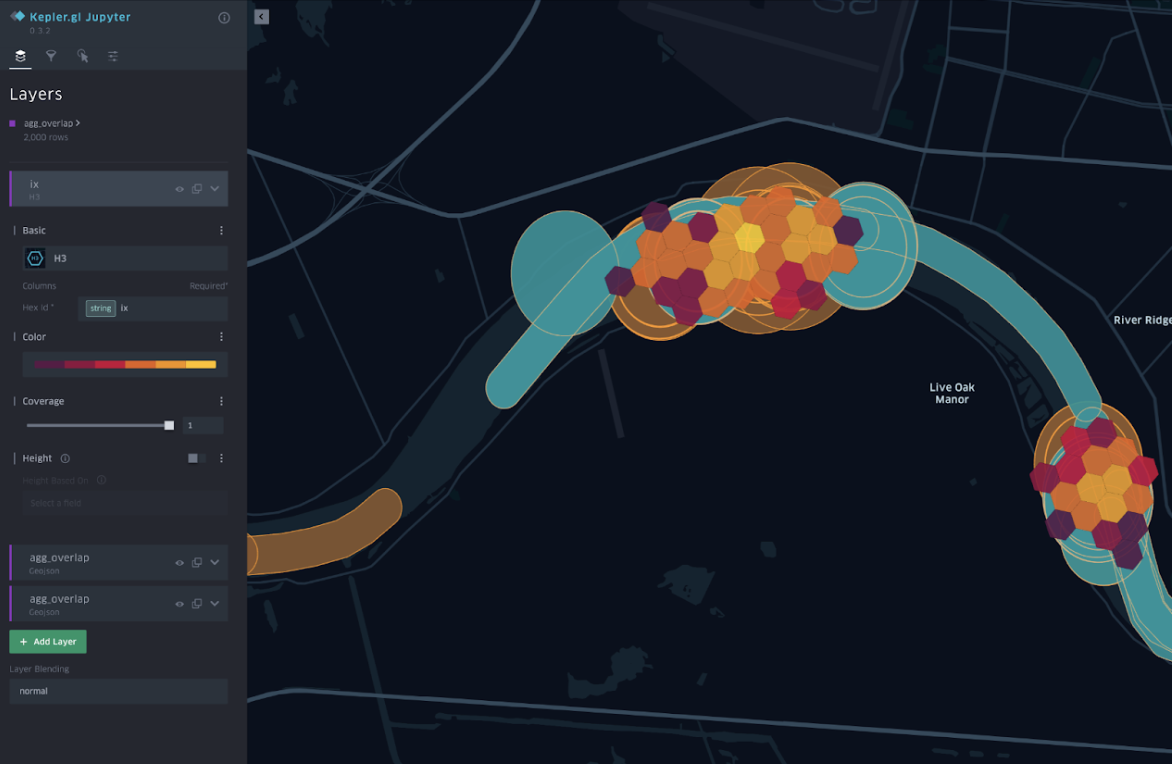 Kepler.gl Jupyter
0.3.2
Layers
agg_overlap
2,000 rows
ix
H3
Basic
H3
Columns Required*
Hex id * string ix
Color
Coverage
1
Height
Height Based On
Select a field
agg_overlap
Geojson
agg_overlap
Geojson
+ Add Layer
Layer Blending
normal
River Ridge
Live Oak
Manor